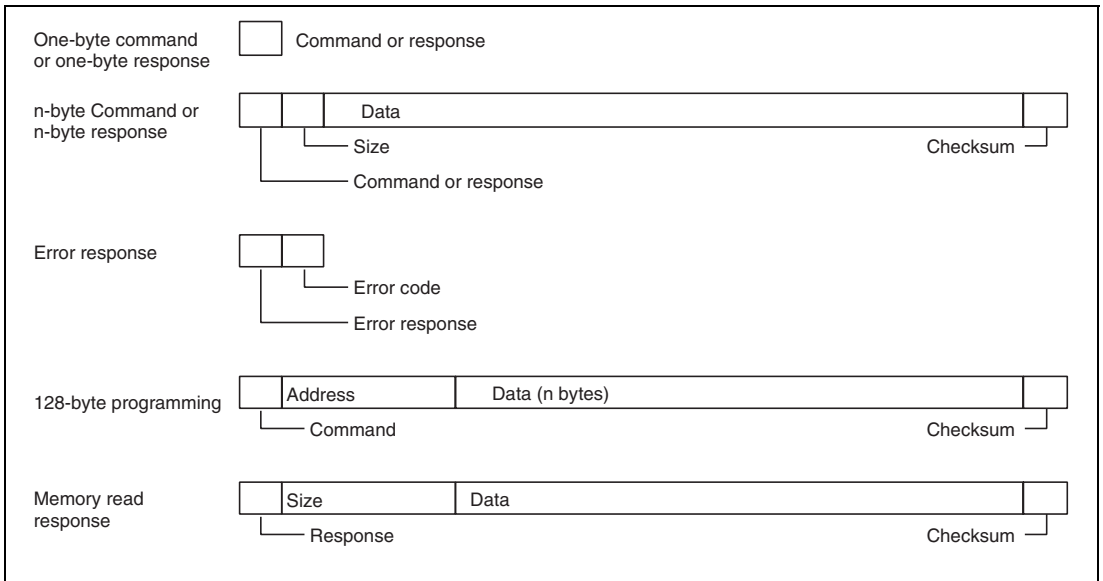 One-byte command
or one-byte response
Command or response
n-byte Command or
n-byte response
Data
Size
Checksum
Command or response
Error response
Error code
Error response
128-byte programming
Address
Data (n bytes)
Command
Checksum
Memory read
response
Size
Data
Response
Checksum